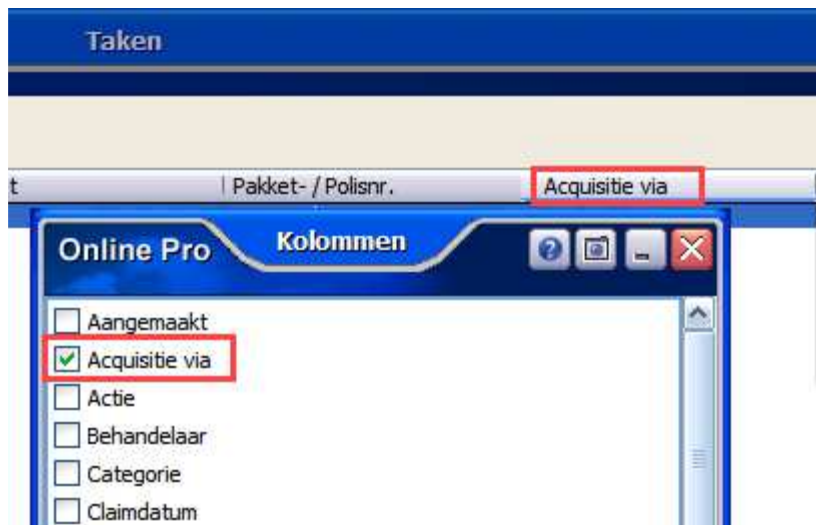 Taken
t Pakket- / Polisnr. Acquisitie via
Online Pro Kolommen
Aangemaakt
Acquisitie via
Actie
Behandelaar
Categorie
Claimdatum